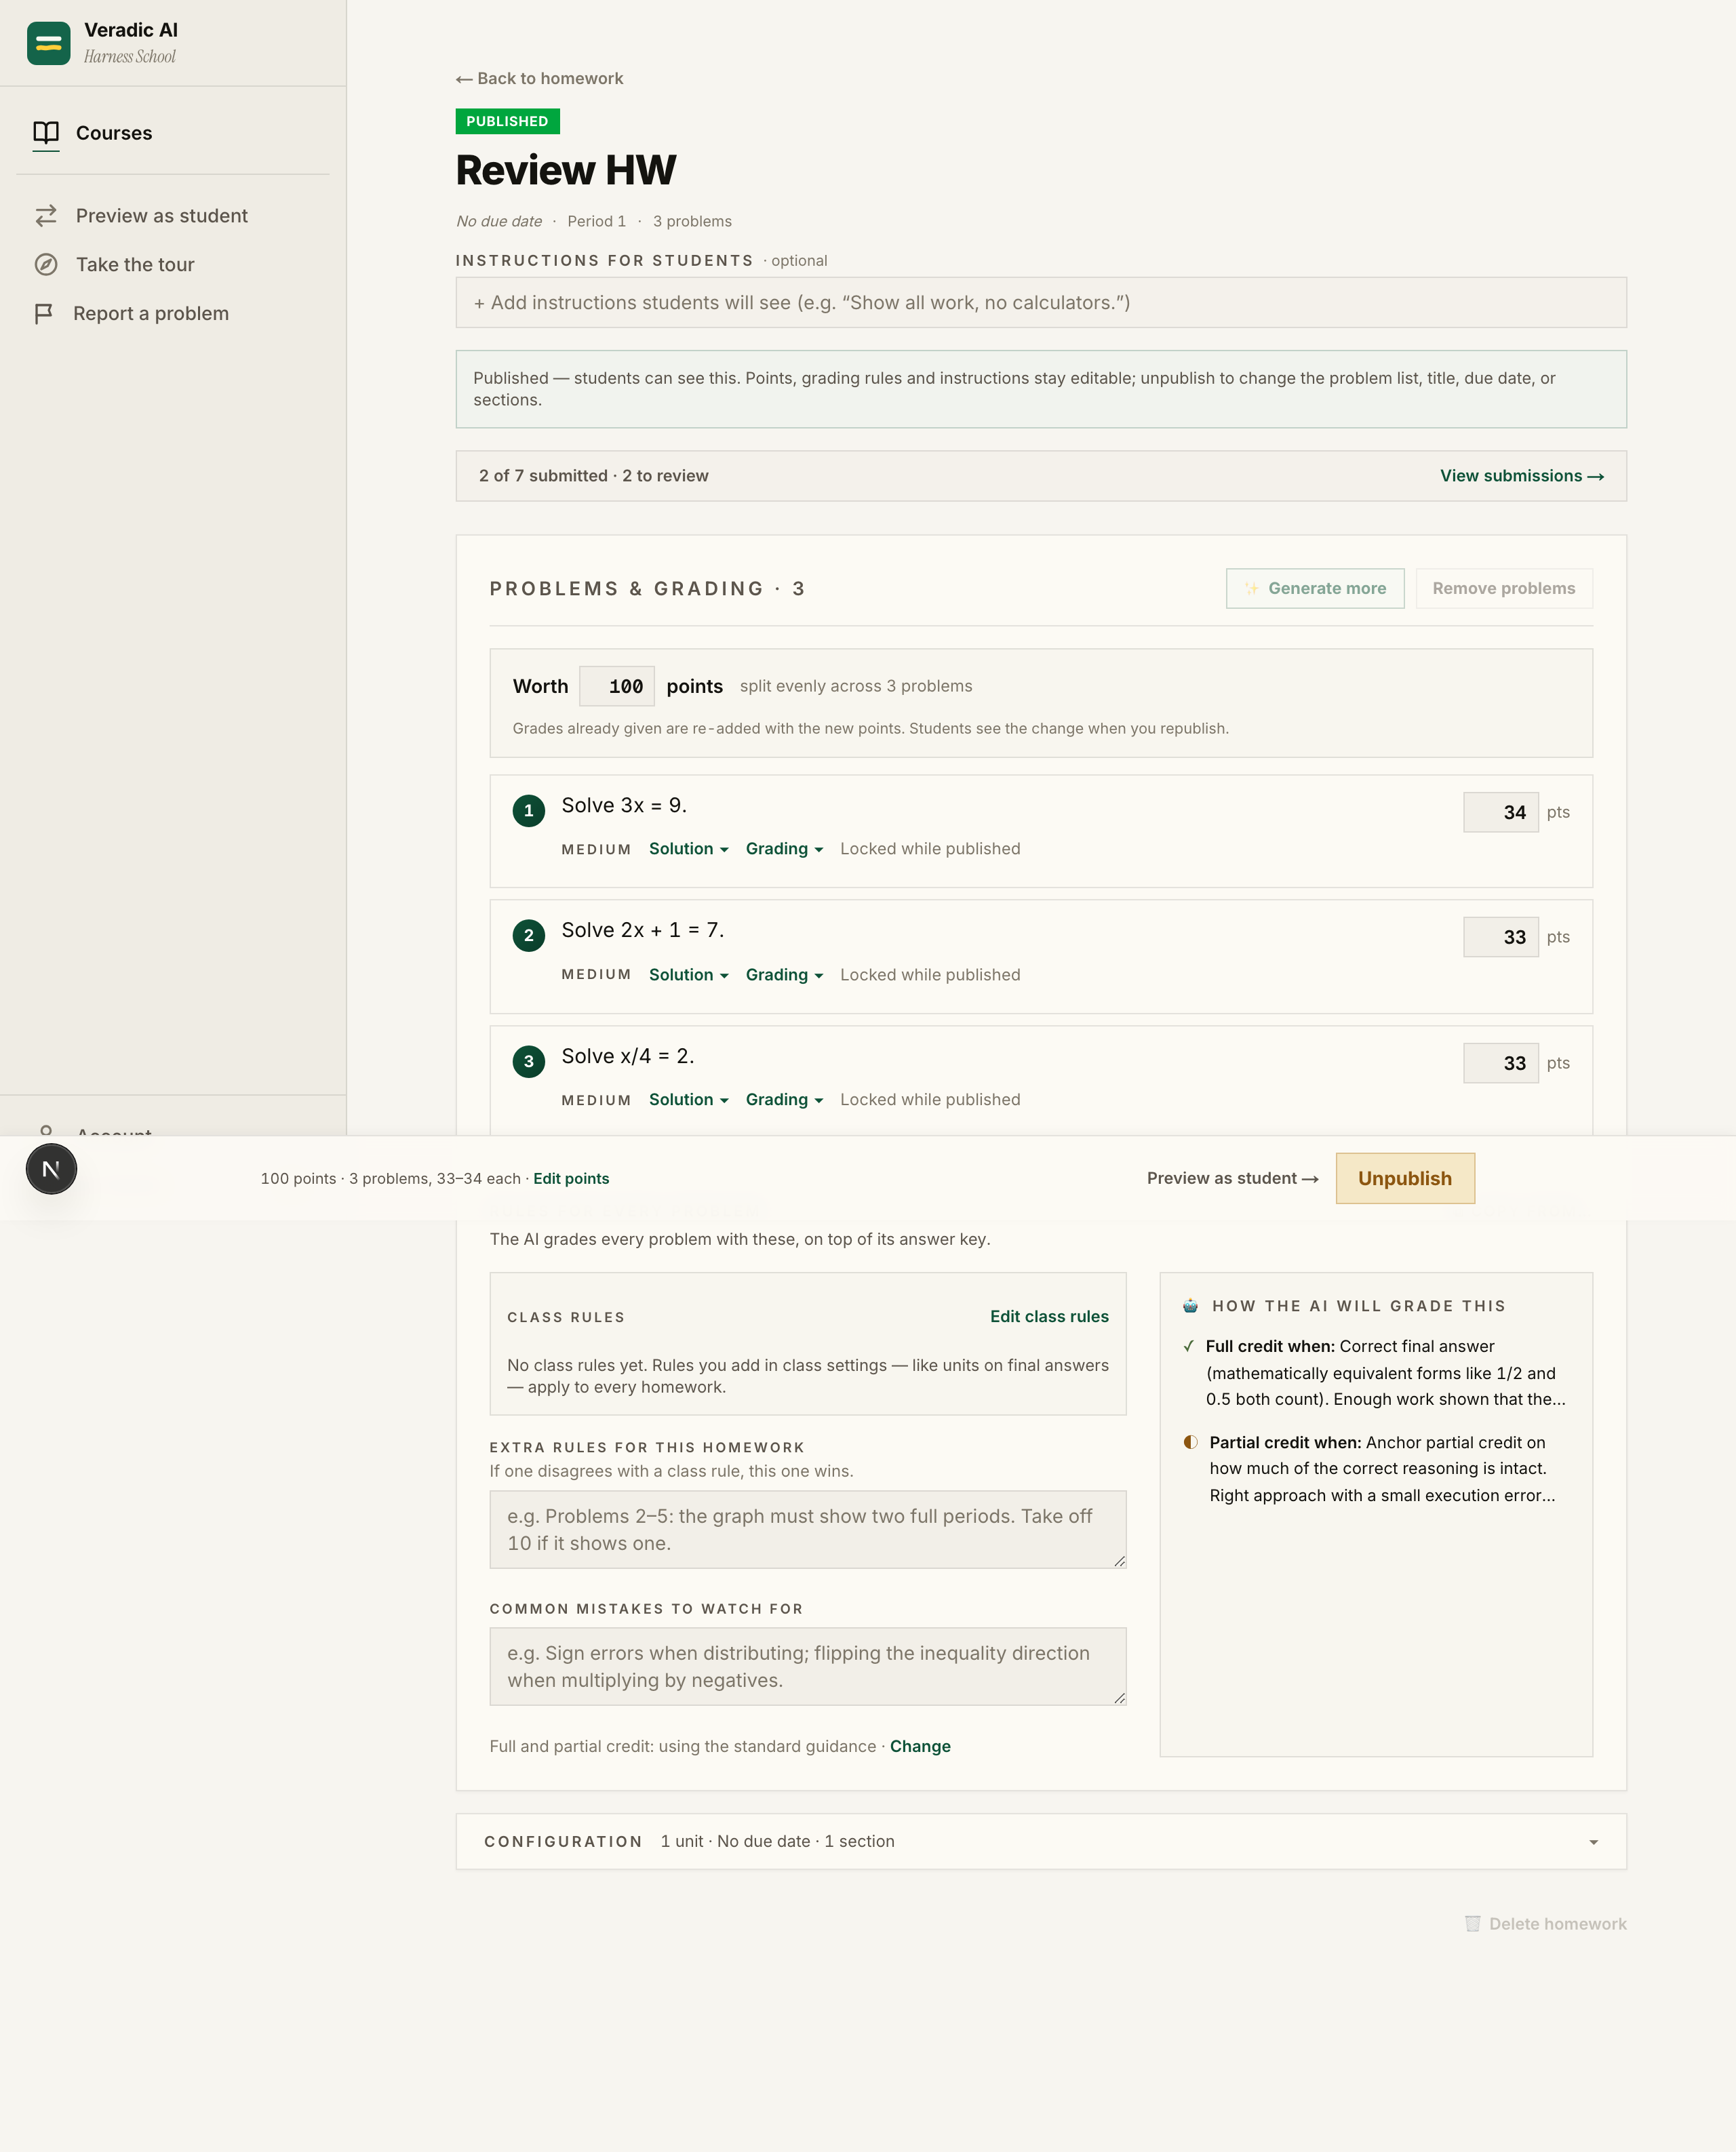 Veradic AI
Harness School
Courses
Preview as student
Take the tour
Report a problem
Account
← Back to homework
PUBLISHED
Review HW
No due date · Period 1 · 3 problems
INSTRUCTIONS FOR STUDENTS · optional
+ Add instructions students will see (e.g. “Show all work, no calculators.”)
Published — students can see this. Points, grading rules and instructions stay editable; unpublish to change the problem list, title, due date, or
sections.
2 of 7 submitted · 2 to review
View submissions →
PROBLEMS & GRADING · 3
✨ Generate more
Remove problems
Worth 100 points split evenly across 3 problems
Grades already given are re-added with the new points. Students see the change when you republish.
1 Solve 3x = 9. 34 pts
MEDIUM Solution Grading Locked while published
2 Solve 2x + 1 = 7. 33 pts
MEDIUM Solution Grading Locked while published
3 Solve x/4 = 2. 33 pts
MEDIUM Solution Grading Locked while published
N
100 points · 3 problems, 33–34 each · Edit points
Preview as student →
Unpublish
The AI grades every problem with these, on top of its answer key.
CLASS RULES
Edit class rules
No class rules yet. Rules you add in class settings — like units on final answers
— apply to every homework.
EXTRA RULES FOR THIS HOMEWORK
If one disagrees with a class rule, this one wins.
e.g. Problems 2–5: the graph must show two full periods. Take off
10 if it shows one.
COMMON MISTAKES TO WATCH FOR
e.g. Sign errors when distributing; flipping the inequality direction
when multiplying by negatives.
Full and partial credit: using the standard guidance · Change
HOW THE AI WILL GRADE THIS
✓ Full credit when: Correct final answer
(mathematically equivalent forms like 1/2 and
0.5 both count). Enough work shown that the…
Partial credit when: Anchor partial credit on
how much of the correct reasoning is intact.
Right approach with a small execution error…
CONFIGURATION 1 unit · No due date · 1 section
Delete homework